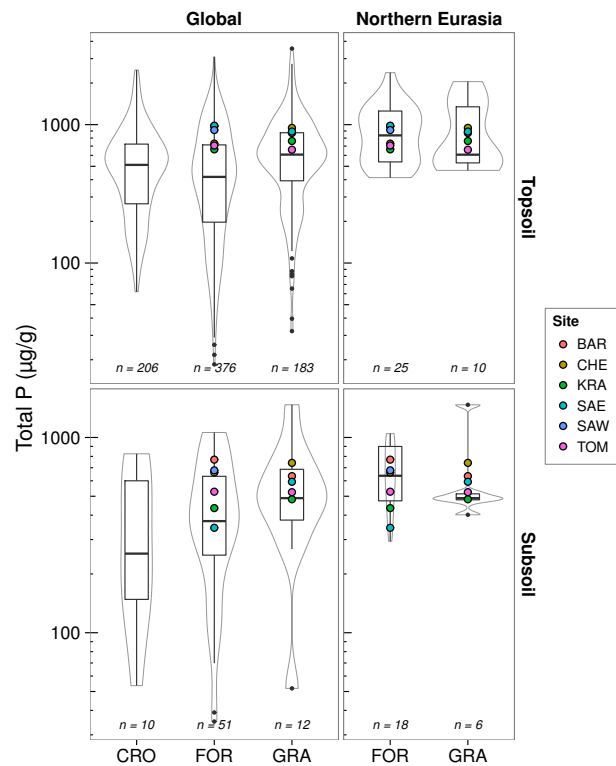 Global
Northern Eurasia
1000
100
n = 206
n = 376
n = 183
n = 25
n = 10
Topsoil
Total P (µg/g)
1000
100
n = 10
n = 51
n = 12
n = 18
n = 6
Subsoil
CRO
FOR
GRA
FOR
GRA
Site
BAR
CHE
KRA
SAE
SAW
TOM